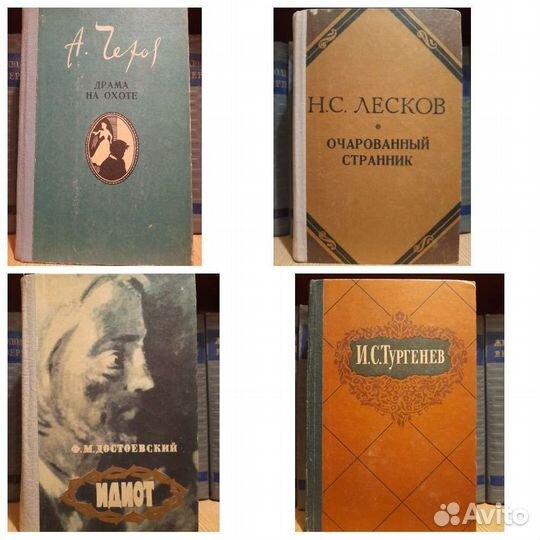 А. Чехов
ДРАМА
НА ОХОТЕ
Н.С. ЛЕСКОВ
ОЧАРОВАННЫЙ
СТРАННИК
Ф.М. ДОСТОЕВСКИЙ
ИДИОТ
И.С. Тургенев
Avito